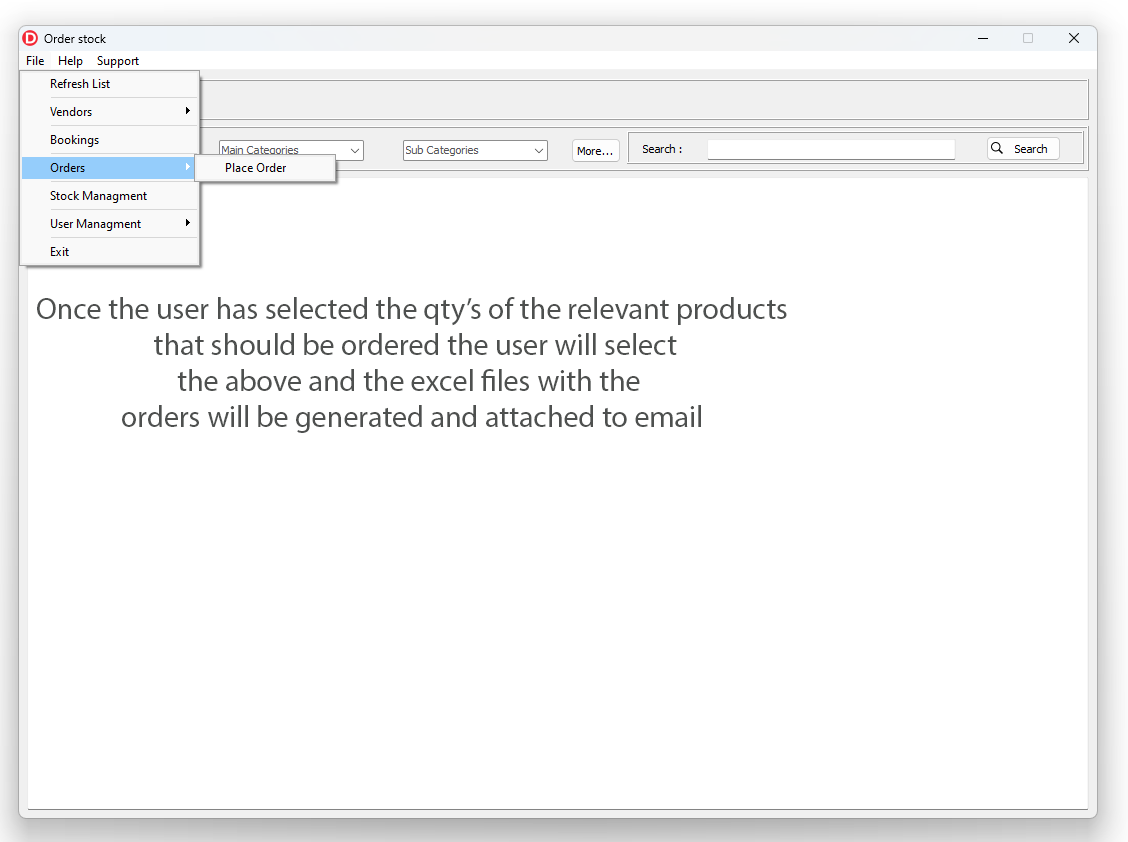 Order stock
File Help Support
Refresh List
Vendors
Bookings
Orders
Place Order
Stock Managment
User Managment
Exit
Main Categories
Sub Categories
More...
Search :
Search
Once the user has selected the qty’s of the relevant products
that should be ordered the user will select
the above and the excel files with the
orders will be generated and attached to email